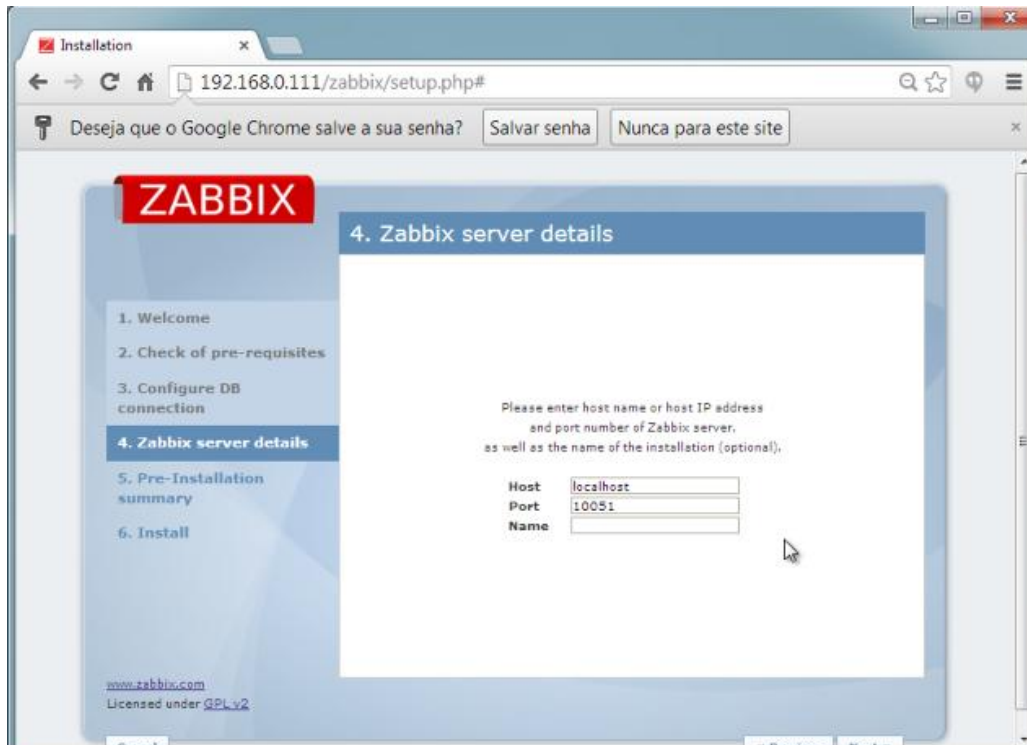 Installation
192.168.0.111/zabbix/setup.php#
Deseja que o Google Chrome salve a sua senha?
Salvar senha
Nunca para este site
ZABBIX
4. Zabbix server details
1. Welcome
2. Check of pre-requisites
3. Configure DB
connection
4. Zabbix server details
5. Pre-Installation
summary
6. Install
Please enter host name or host IP address
and port number of Zabbix server,
as well as the name of the installation (optional).
Host localhost
Port 10051
Name
www.zabbix.com
Licensed under GPL v2